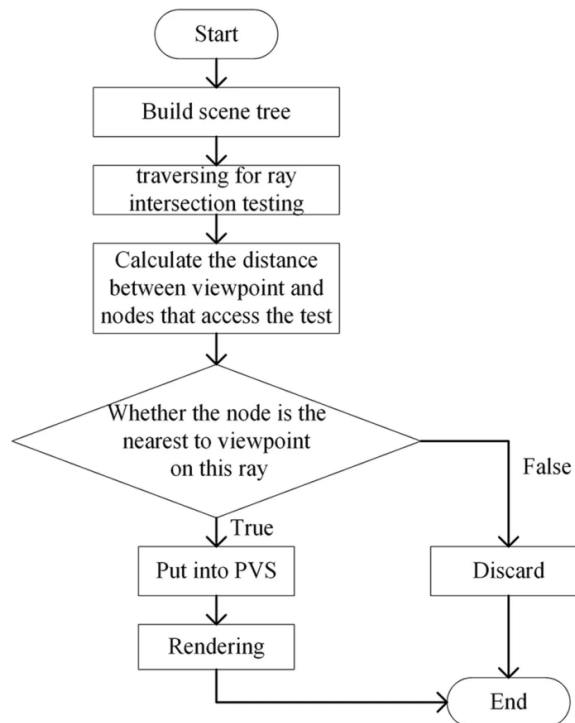 Start
Build scene tree
traversing for ray
intersection testing
Calculate the distance
between viewpoint and
nodes that access the test
Whether the node is the
nearest to viewpoint
on this ray
False
True
Put into PVS
Discard
Rendering
End